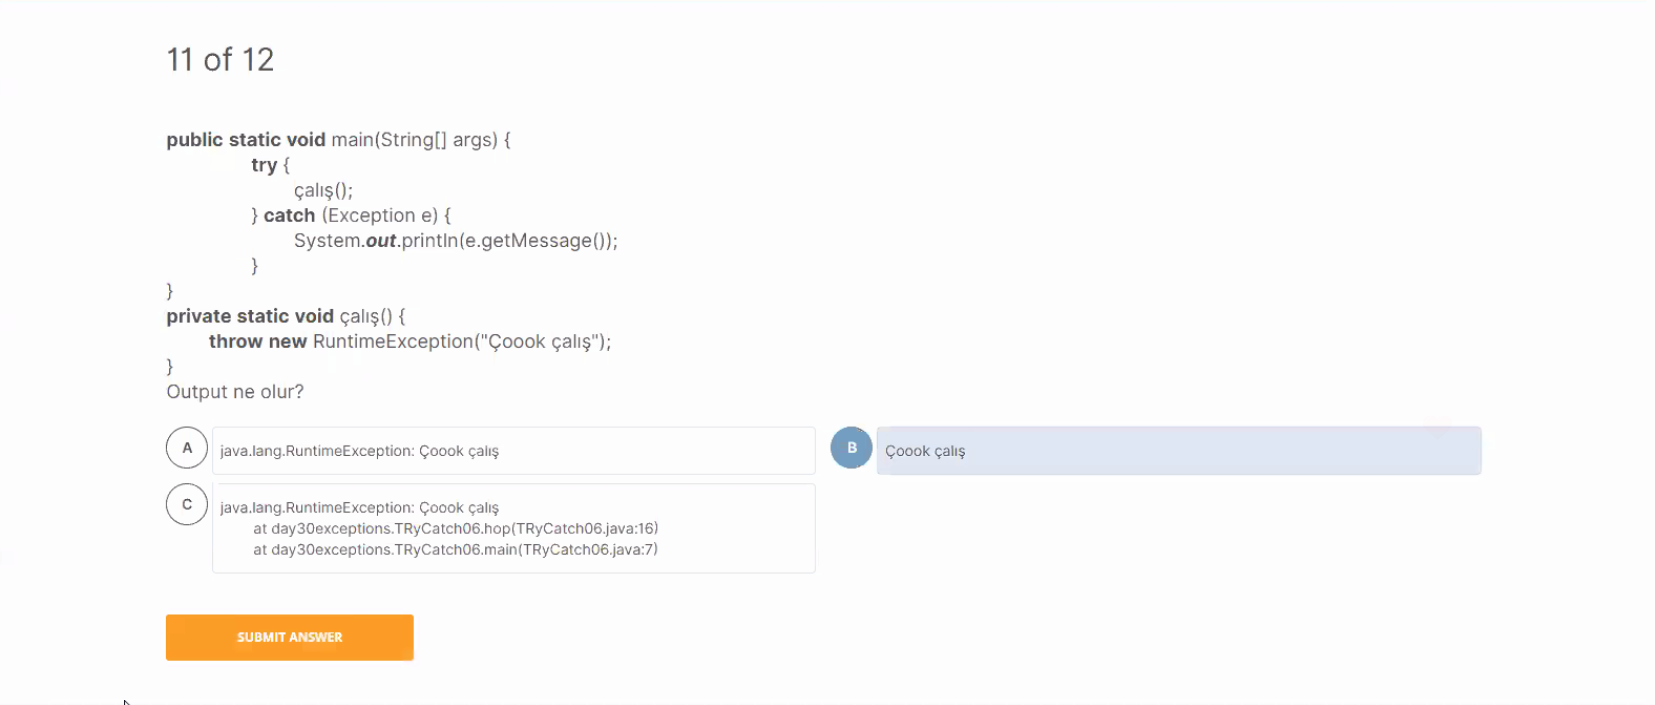 11 of 12
public static void main(String[] args) {
try {
çalış();
} catch (Exception e) {
System.out.println(e.getMessage());
}
}
private static void çalış() {
throw new RuntimeException("Çoook çalış");
}
Output ne olur?
A
java.lang.RuntimeException: Çoook çalış
B
Çoook çalış
C
java.lang.RuntimeException: Çoook çalış
at day30exceptions.TRyCatch06.hop(TRyCatch06.java:16)
at day30exceptions.TRyCatch06.main(TRyCatch06.java:7)
SUBMIT ANSWER